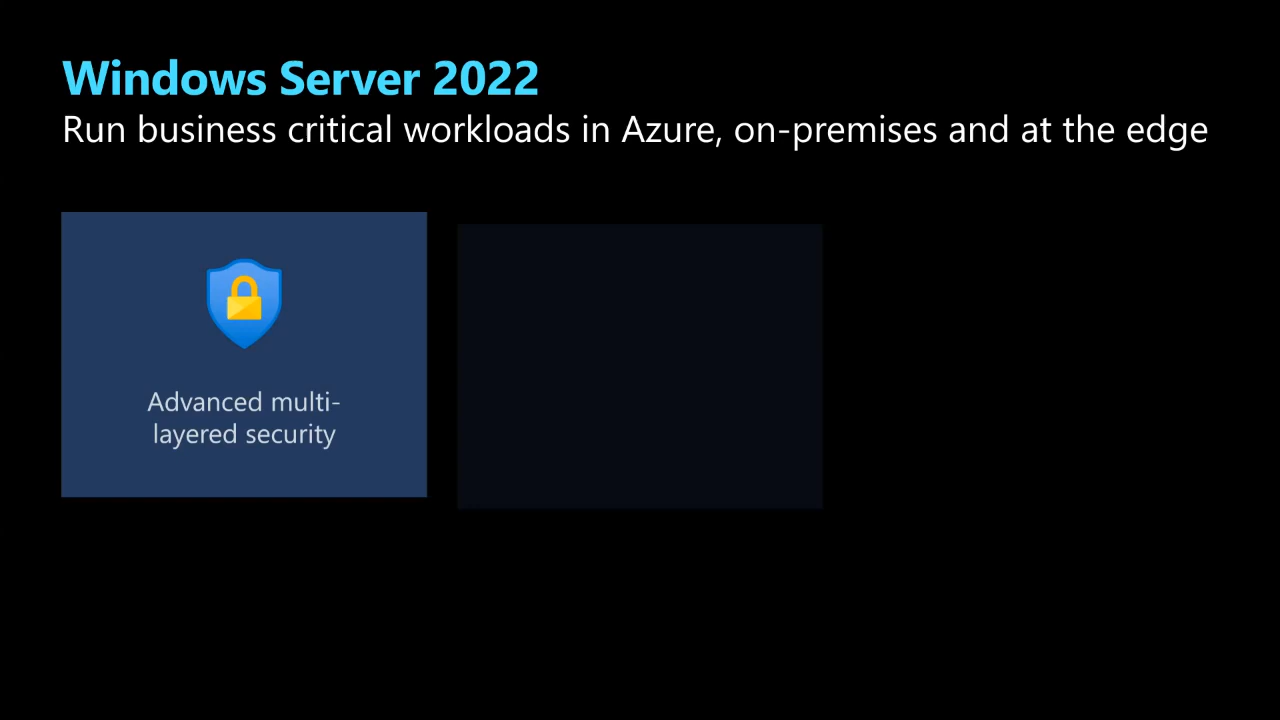 Windows Server 2022
Run business critical workloads in Azure, on-premises and at the edge
Advanced multi-
layered security